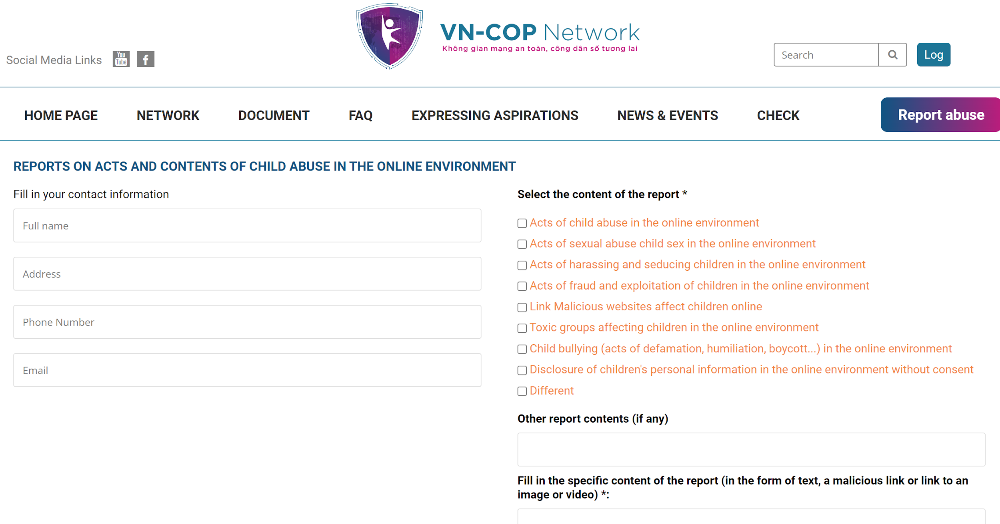 Social Media Links
You
Tube
f
VN-COP Network
Không gian mạng an toàn, công dân số tương lai
Search
Log
HOME PAGE
NETWORK
DOCUMENT
FAQ
EXPRESSING ASPIRATIONS
NEWS & EVENTS
CHECK
Report abuse
REPORTS ON ACTS AND CONTENTS OF CHILD ABUSE IN THE ONLINE ENVIRONMENT
Fill in your contact information
Full name
Address
Phone Number
Email
Select the content of the report *
Acts of child abuse in the online environment
Acts of sexual abuse child sex in the online environment
Acts of harassing and seducing children in the online environment
Acts of fraud and exploitation of children in the online environment
Link Malicious websites affect children online
Toxic groups affecting children in the online environment
Child bullying (acts of defamation, humiliation, boycott...) in the online environment
Disclosure of children's personal information in the online environment without consent
Different
Other report contents (if any)
Fill in the specific content of the report (in the form of text, a malicious link or link to an
image or video) *: